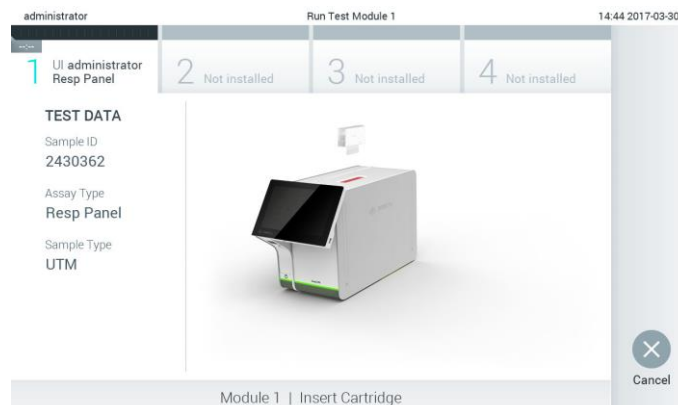 administrator
Run Test Module 1
14:44 2017-03-30
--:--
1 UI administrator
Resp Panel
2 Not installed
3 Not installed
4 Not installed
TEST DATA
Sample ID
2430362
Assay Type
Resp Panel
Sample Type
UTM
Cancel
Module 1 | Insert Cartridge